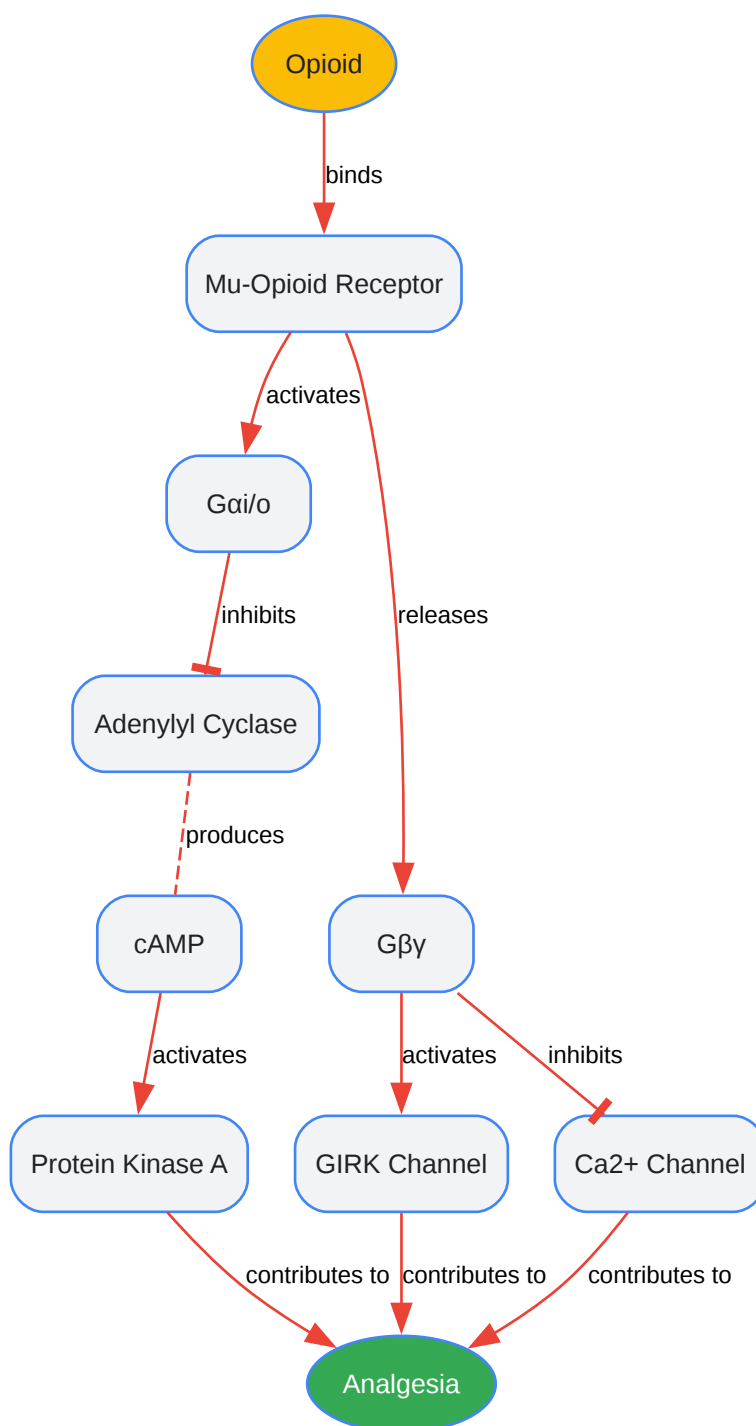 Opioid
binds
Mu-Opioid Receptor
activates
Gαi/o
inhibits
releases
Adenylyl Cyclase
produces
cAMP
Gβγ
activates
activates
inhibits
Protein Kinase A
GIRK Channel
Ca2+ Channel
contributes to
contributes to
contributes to
Analgesia